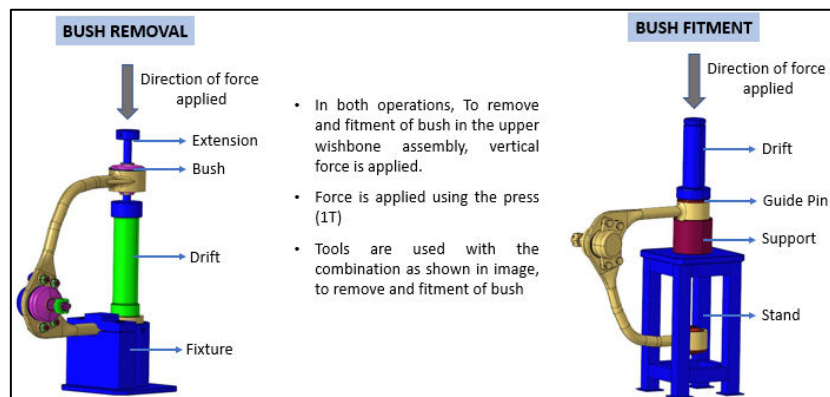 BUSH REMOVAL
Direction of force
applied
Extension
Bush
Drift
Fixture
• In both operations, To remove
and fitment of bush in the upper
wishbone assembly, vertical
force is applied.
• Force is applied using the press
(1T)
• Tools are used with the
combination as shown in image,
to remove and fitment of bush
BUSH FITMENT
Direction of force
applied
Drift
Guide Pin
Support
Stand